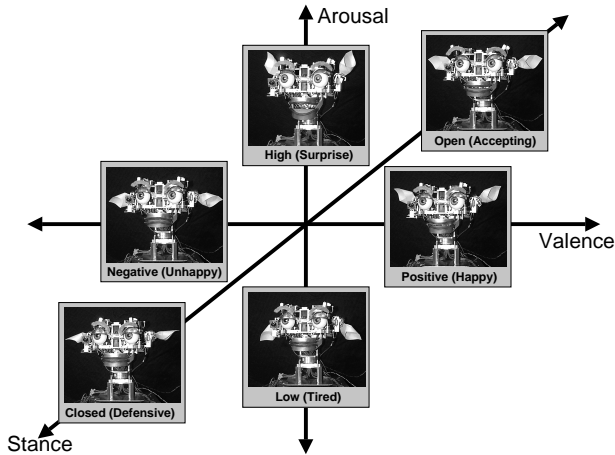 Arousal
High (Surprise)
Open (Accepting)
Negative (Unhappy)
Positive (Happy)
Valence
Closed (Defensive)
Low (Tired)
Stance